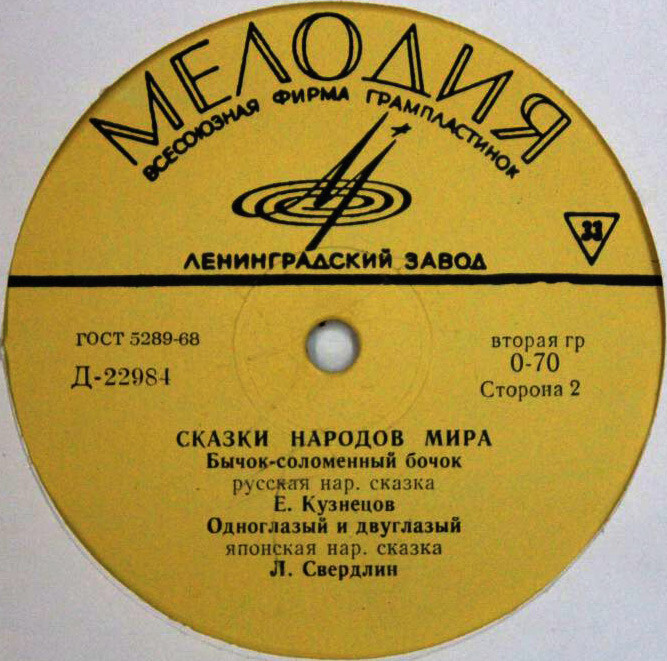 МЕЛОДИЯ
ВСЕСОЮЗНАЯ ФИРМА ГРАМПЛАСТИНОК
33
ЛЕНИНГРАДСКИЙ ЗАВОД
ГОСТ 5289-68
Д-22984
вторая гр
0-70
Сторона 2
СКАЗКИ НАРОДОВ МИРА
Бычок-соломенный бочок
русская нар. сказка
Е. Кузнецов
Одноглазый и двуглазый
японская нар. сказка
Л. Свердлин